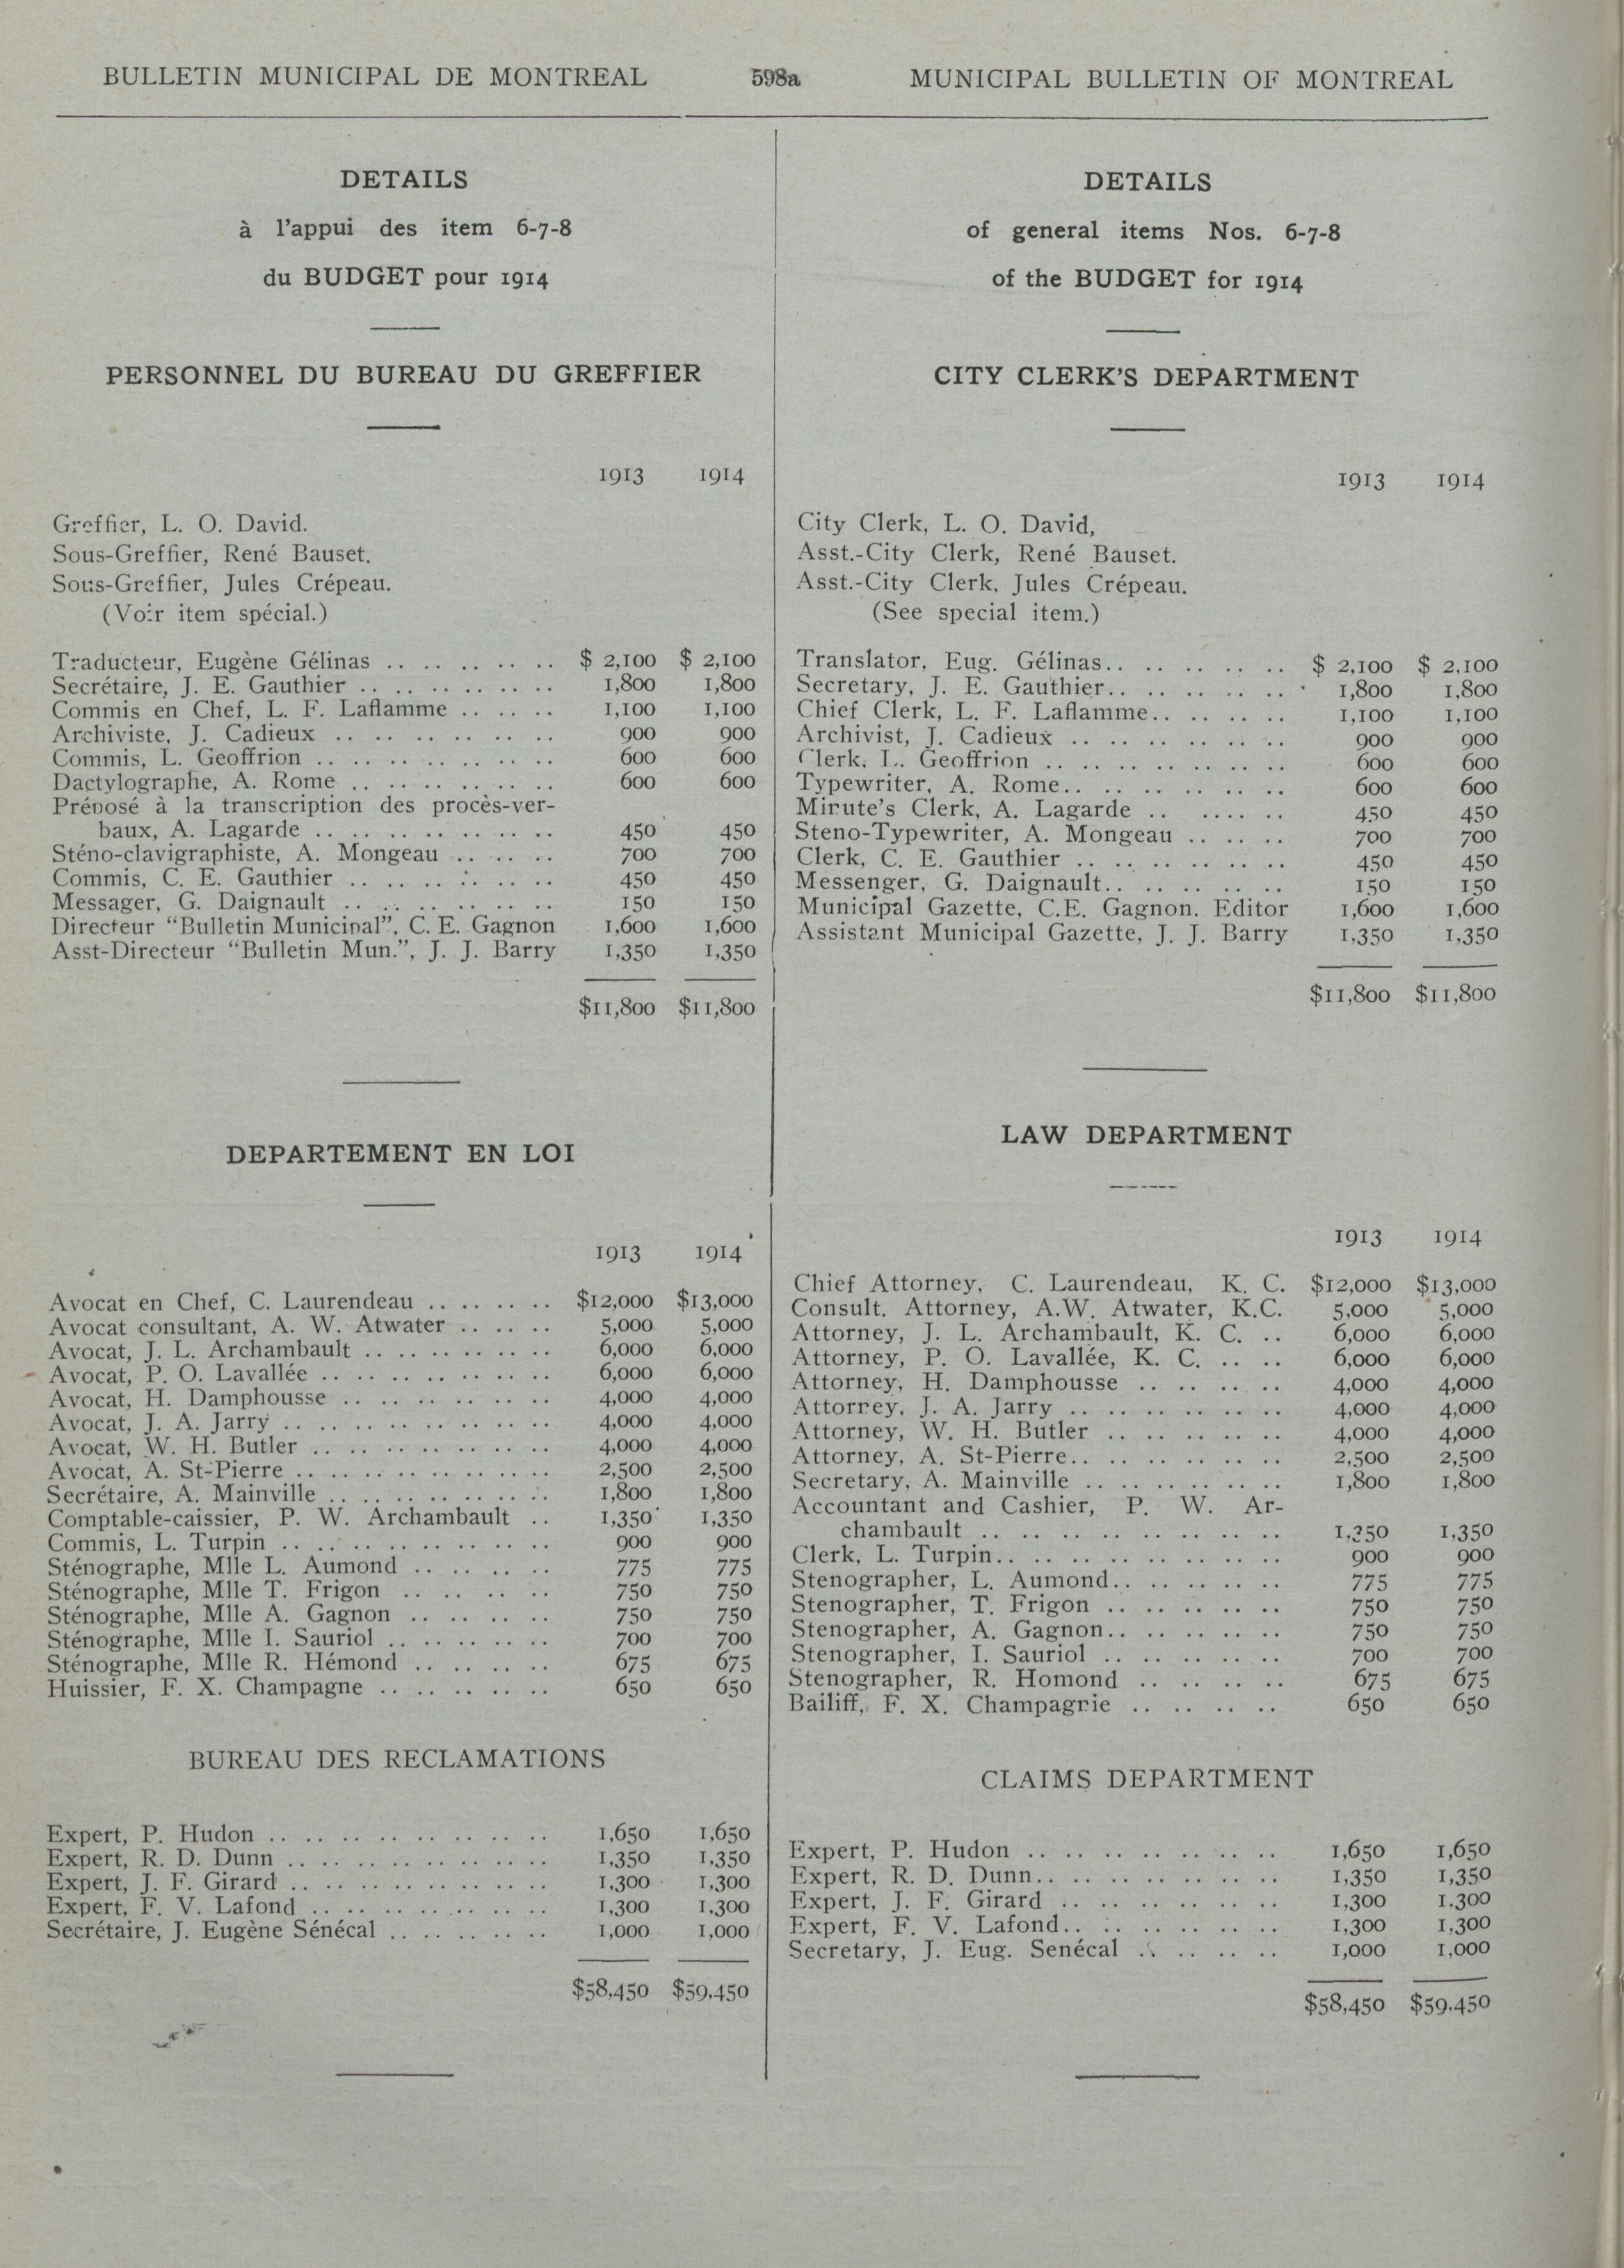 BULLETIN MUNICIPAL DE MONTREAL 598a MUNICIPAL BULLETIN OF MONTREAL
DETAILS
à l'appui des item 6-7-8
du BUDGET pour 1914
PERSONNEL DU BUREAU DU GREFFIER
1913 1914
Greffier, L. O. David.
Sous-Greffier, René Bauset.
Sous-Greffier, Jules Crépeau.
(Voir item spécial.)
Traducteur, Eugène Gélinas .. .. .. .. .. $ 2,100 $ 2,100
Secrétaire, J. E. Gauthier .. .. .. .. .. .. 1,800 1,800
Commis en Chef, L. F. Laflamme .. .. .. 1,100 1,100
Archiviste, J. Cadieux .. .. .. .. .. .. .. 900 900
Commis, L. Geoffrion .. .. .. .. .. .. .. 600 600
Dactylographe, A. Rome .. .. .. .. .. .. 600 600
Préposé à la transcription des procès-ver-
baux, A. Lagarde .. .. .. .. .. .. .. 450 450
Sténo-clavigraphiste, A. Mongeau .. .. .. 700 700
Commis, C. E. Gauthier .. .. .. .. .. .. 450 450
Messager, G. Daignault .. .. .. .. .. .. 150 150
Directeur "Bulletin Municipal", C. E. Gagnon 1,600 1,600
Asst-Directeur "Bulletin Mun.", J. J. Barry 1,350 1,350
$11,800 $11,800
DEPARTEMENT EN LOI
1913 1914
Avocat en Chef, C. Laurendeau .. .. .. .. $12,000 $13,000
Avocat consultant, A. W. Atwater .. .. .. 5,000 5,000
Avocat, J. L. Archambault .. .. .. .. .. .. 6,000 6,000
Avocat, P. O. Lavallée .. .. .. .. .. .. .. 6,000 6,000
Avocat, H. Damphousse .. .. .. .. .. .. 4,000 4,000
Avocat, J. A. Jarry .. .. .. .. .. .. .. .. 4,000 4,000
Avocat, W. H. Butler .. .. .. .. .. .. .. 4,000 4,000
Avocat, A. St-Pierre .. .. .. .. .. .. .. .. 2,500 2,500
Secrétaire, A. Mainville .. .. .. .. .. .. .. 1,800 1,800
Comptable-caissier, P. W. Archambault .. 1,350 1,350
Commis, L. Turpin .. .. .. .. .. .. .. .. 900 900
Sténographe, Mlle L. Aumond .. .. .. .. 775 775
Sténographe, Mlle T. Frigon .. .. .. .. 750 750
Sténographe, Mlle A. Gagnon .. .. .. .. 750 750
Sténographe, Mlle I. Sauriol .. .. .. .. .. 700 700
Sténographe, Mlle R. Hémond .. .. .. .. 675 675
Huissier, F. X. Champagne .. .. .. .. .. 650 650
BUREAU DES RECLAMATIONS
Expert, P. Hudon .. .. .. .. .. .. .. .. 1,650 1,650
Expert, R. D. Dunn .. .. .. .. .. .. .. .. 1,350 1,350
Expert, J. F. Girard .. .. .. .. .. .. .. .. 1,300 1,300
Expert, F. V. Lafond .. .. .. .. .. .. .. 1,300 1,300
Secrétaire, J. Eugène Sénécal .. .. .. .. .. 1,000 1,000
$58,450 $59,450
DETAILS
of general items Nos. 6-7-8
of the BUDGET for 1914
CITY CLERK'S DEPARTMENT
1913 1914
City Clerk, L. O. David,
Asst.-City Clerk, René Bauset.
Asst.-City Clerk, Jules Crépeau.
(See special item.)
Translator, Eug. Gélinas.. .. .. .. .. $ 2,100 $ 2,100
Secretary, J. E. Gauthier.. .. .. .. .. 1,800 1,800
Chief Clerk, L. F. Laflamme.. .. .. .. 1,100 1,100
Archivist, J. Cadieux .. .. .. .. .. .. 900 900
Clerk, L. Geoffrion .. .. .. .. .. .. .. 600 600
Typewriter, A. Rome.. .. .. .. .. .. 600 600
Minute's Clerk, A. Lagarde .. .. .. .. 450 450
Steno-Typewriter, A. Mongeau .. .. .. 700 700
Clerk, C. E. Gauthier .. .. .. .. .. .. 450 450
Messenger, G. Daignault.. .. .. .. .. 150 150
Municipal Gazette, C.E. Gagnon, Editor 1,600 1,600
Assistant Municipal Gazette, J. J. Barry 1,350 1,350
$11,800 $11,800
LAW DEPARTMENT
1913 1914
Chief Attorney, C. Laurendeau, K. C. $12,000 $13,000
Consult. Attorney, A.W. Atwater, K.C. 5,000 5,000
Attorney, J. L. Archambault, K. C. .. 6,000 6,000
Attorney, P. O. Lavallée, K. C. .. .. 6,000 6,000
Attorney, H. Damphousse .. .. .. .. 4,000 4,000
Attorney, J. A. Jarry .. .. .. .. .. .. 4,000 4,000
Attorney, W. H. Butler .. .. .. .. .. 4,000 4,000
Attorney, A. St-Pierre.. .. .. .. .. .. 2,500 2,500
Secretary, A. Mainville .. .. .. .. .. .. 1,800 1,800
Accountant and Cashier, P. W. Ar-
chambault .. .. .. .. .. .. .. .. 1,350 1,350
Clerk, L. Turpin.. .. .. .. .. .. .. .. 900 900
Stenographer, L. Aumond.. .. .. .. .. 775 775
Stenographer, T. Frigon .. .. .. .. .. 750 750
Stenographer, A. Gagnon.. .. .. .. .. 750 750
Stenographer, I. Sauriol .. .. .. .. .. 700 700
Stenographer, R. Homond .. .. .. .. 675 675
Bailiff, F. X. Champagne .. .. .. .. 650 650
CLAIMS DEPARTMENT
Expert, P. Hudon .. .. .. .. .. .. .. 1,650 1,650
Expert, R. D. Dunn.. .. .. .. .. .. .. 1,350 1,350
Expert, J. F. Girard .. .. .. .. .. .. 1,300 1,300
Expert, F. V. Lafond.. .. .. .. .. .. 1,300 1,300
Secretary, J. Eug. Senécal .. .. .. .. 1,000 1,000
$58,450 $59,450